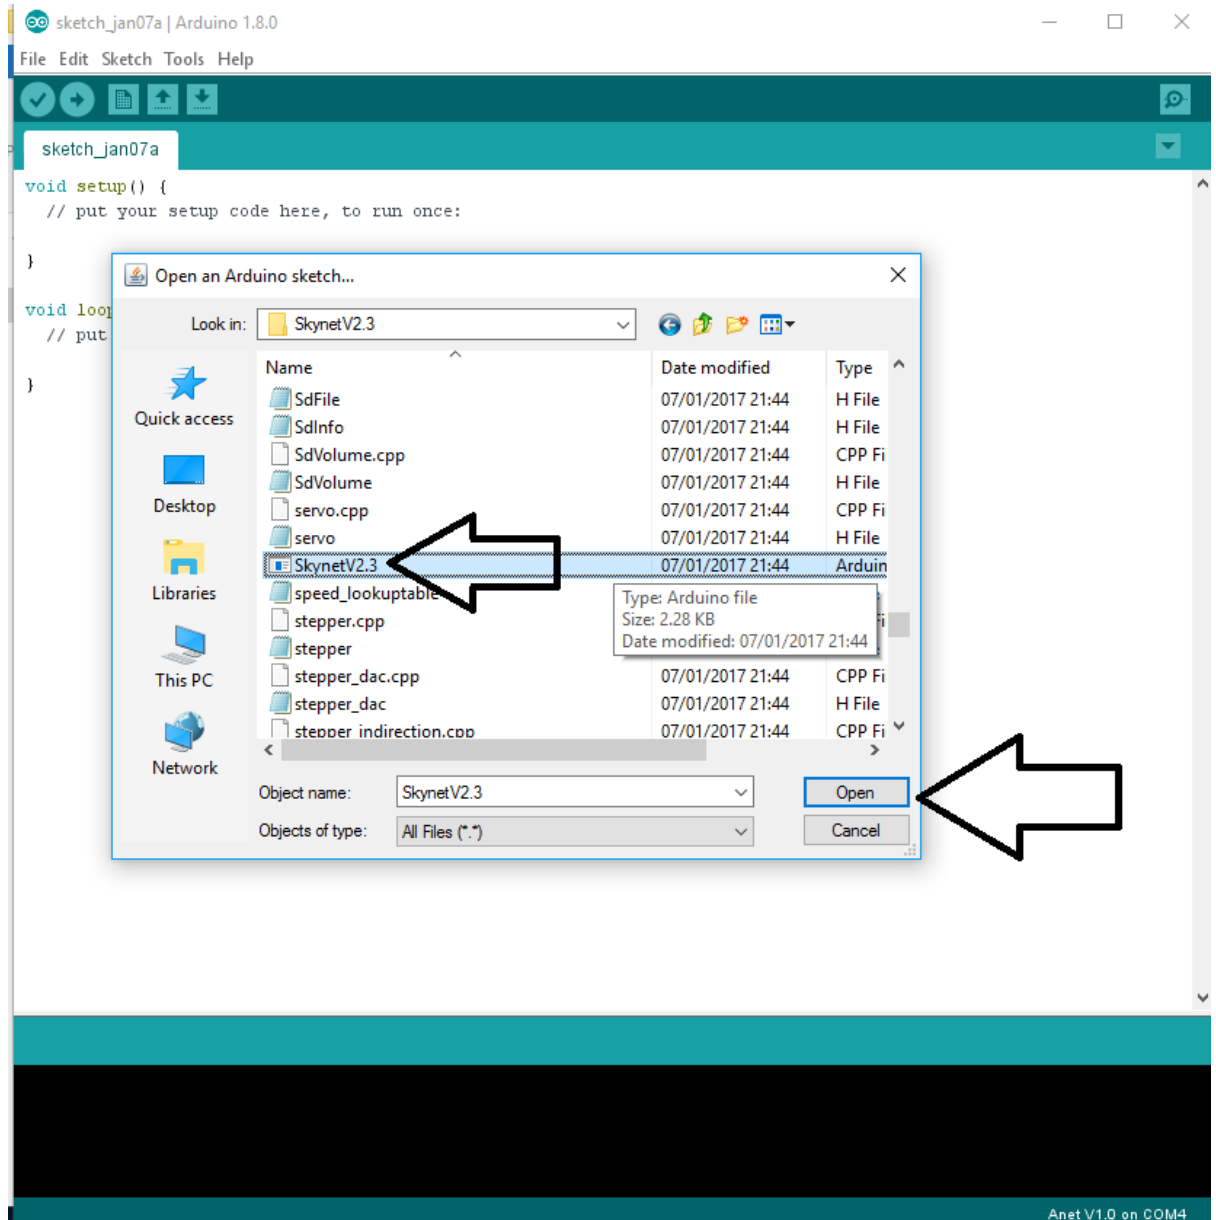 sketch_jan07a | Arduino 1.8.0
File Edit Sketch Tools Help
sketch_jan07a
void setup() {
// put your setup code here, to run once:
}
void loop
// put
}
Open an Arduino sketch...
Look in: SkynetV2.3
Quick access
Desktop
Libraries
This PC
Network
Name Date modified Type
SdFile 07/01/2017 21:44 H File
SdInfo 07/01/2017 21:44 H File
SdVolume.cpp 07/01/2017 21:44 CPP Fi
SdVolume 07/01/2017 21:44 H File
servo.cpp 07/01/2017 21:44 CPP Fi
servo 07/01/2017 21:44 H File
SkynetV2.3 07/01/2017 21:44 Arduin
speed_lookuptable
stepper.cpp
stepper
Type: Arduino file
Size: 2.28 KB
Date modified: 07/01/2017 21:44
stepper_dac.cpp 07/01/2017 21:44 CPP Fi
stepper_dac 07/01/2017 21:44 H File
stepper_indirection.cpp 07/01/2017 21:44 CPP Fi
Object name: SkynetV2.3 Open
Objects of type: All Files (*.*) Cancel
Anet V1.0 on COM4